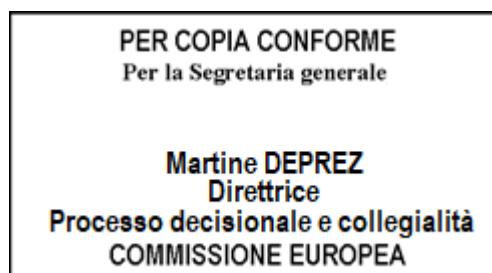 PER COPIA CONFORME
Per la Segretaria generale
Martine DEPREZ
Direttrice
Processo decisionale e collegialità
COMMISSIONE EUROPEA